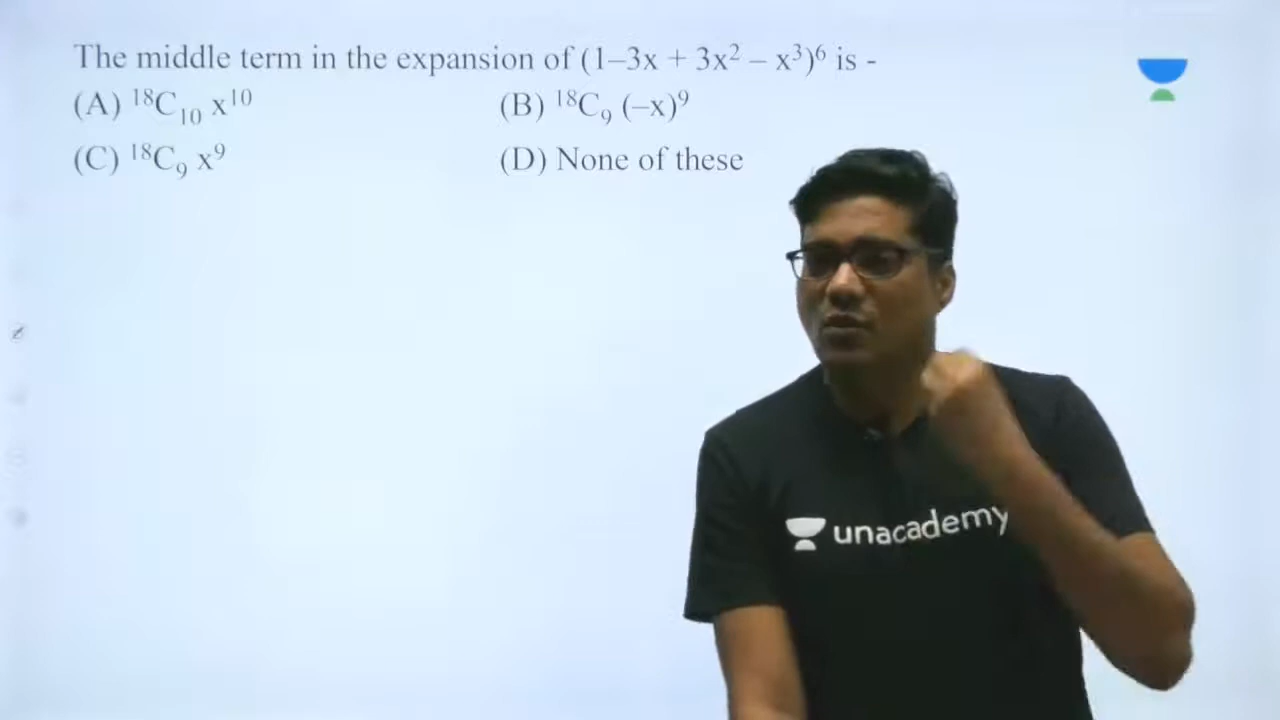 The middle term in the expansion of (1–3x + 3x² – x³)⁶ is -
(A) ¹⁸C₁₀ x¹⁰ (B) ¹⁸C₉ (–x)⁹
(C) ¹⁸C₉ x⁹ (D) None of these
unacademy